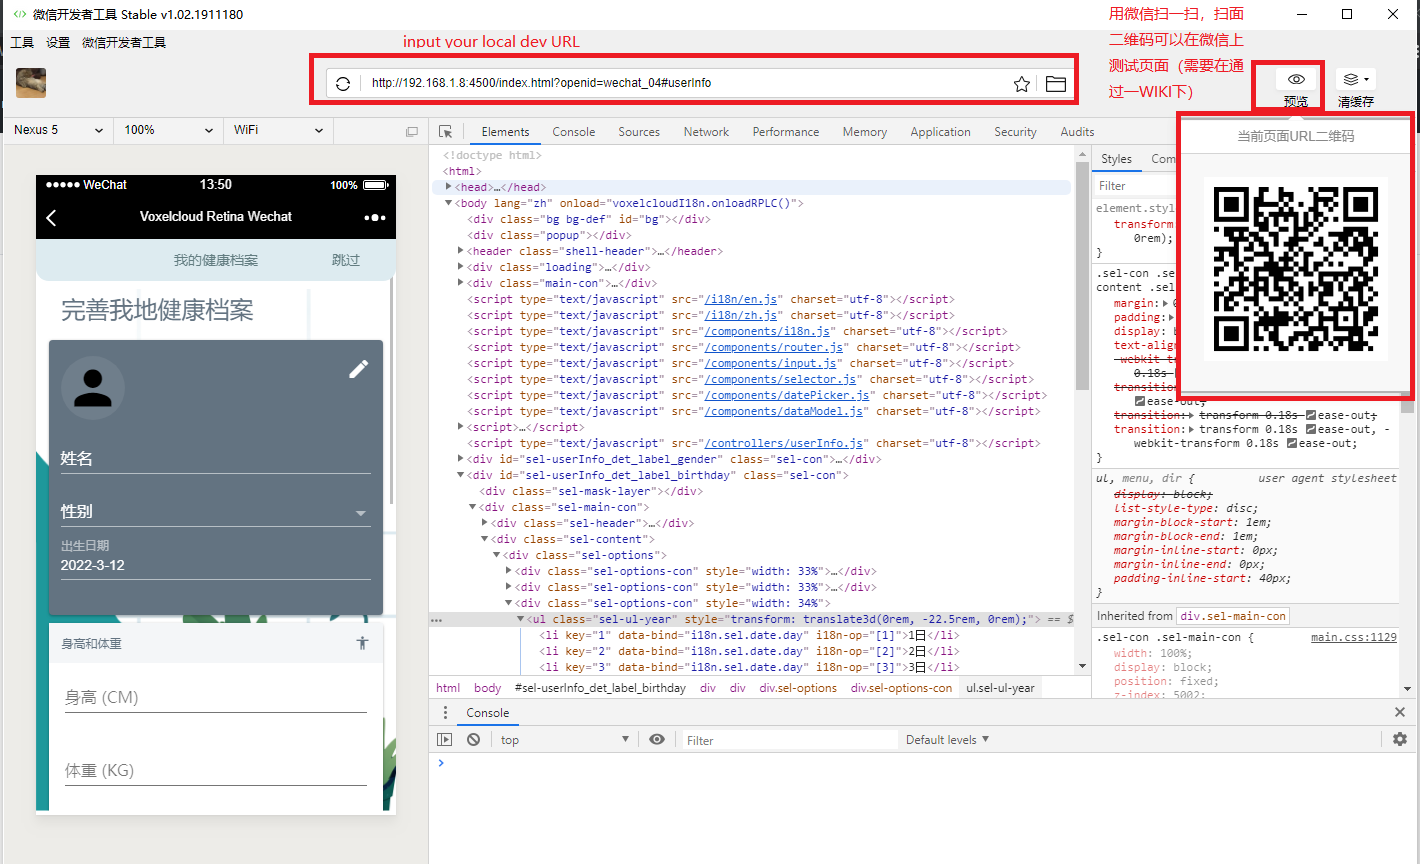 微信开发者工具 Stable v1.02.1911180
工具 设置 微信开发者工具
input your local dev URL
用微信扫一扫，扫面
二维码可以在微信上
测试页面（需要在通
过一WIKI下）
http://192.168.1.8:4500/index.html?openid=wechat_04#userInfo
预览
清缓存
当前页面URL二维码
Nexus 5
100%
WiFi
●●●●● WeChat
13:50
100%
Voxelcloud Retina Wechat
我的健康档案
跳过
完善我地健康档案
姓名
性别
出生日期
2022-3-12
身高和体重
身高 (CM)
体重 (KG)
Elements Console Sources Network Performance Memory Application Security Audits
<!doctype html>
<html>
<head>…</head>
<body lang="zh" onload="voxelcloudI18n.onloadRPLC()">
<div class="bg bg-def" id="bg"></div>
<div class="popup"></div>
<header class="shell-header">…</header>
<div class="loading">…</div>
<div class="main-con">…</div>
<script type="text/javascript" src="/i18n/en.js" charset="utf-8"></script>
<script type="text/javascript" src="/i18n/zh.js" charset="utf-8"></script>
<script type="text/javascript" src="/components/i18n.js" charset="utf-8"></script>
<script type="text/javascript" src="/components/router.js" charset="utf-8"></script>
<script type="text/javascript" src="/components/input.js" charset="utf-8"></script>
<script type="text/javascript" src="/components/selector.js" charset="utf-8"></script>
<script type="text/javascript" src="/components/datePicker.js" charset="utf-8"></script>
<script type="text/javascript" src="/components/dataModel.js" charset="utf-8"></script>
<script>…</script>
<script type="text/javascript" src="/controllers/userInfo.js" charset="utf-8"></script>
<div id="sel-userInfo_det_label_gender" class="sel-con">…</div>
<div id="sel-userInfo_det_label_birthday" class="sel-con">
<div class="sel-mask-layer"></div>
<div class="sel-main-con">
<div class="sel-header">…</div>
<div class="sel-content">
<div class="sel-options">
<div class="sel-options-con" style="width: 33%">…</div>
<div class="sel-options-con" style="width: 33%">…</div>
<div class="sel-options-con" style="width: 34%">
<ul class="sel-ul-year" style="transform: translate3d(0rem, -22.5rem, 0rem);"> == $
<li key="1" data-bind="i18n.sel.date.day" i18n-op="[1]">1日</li>
<li key="2" data-bind="i18n.sel.date.day" i18n-op="[2]">2日</li>
<li key="3" data-bind="i18n.sel.date.day" i18n-op="[3]">3日</li>
html body #sel-userInfo_det_label_birthday div div div.sel-options div.sel-options-con ul.sel-ul-year
Styles Com
Filter
element.style
transform
0rem);
}
.sel-con .sel
content .sel
margin:
padding:
display:
text-align
-webkit-t
0.18s
transition
ease-out;
transition: transform 0.18s ease-out;
transition: transform 0.18s ease-out, -
webkit-transform 0.18s ease-out;
}
ul, menu, dir { user agent stylesheet
display: block;
list-style-type: disc;
margin-block-start: 1em;
margin-block-end: 1em;
margin-inline-start: 0px;
margin-inline-end: 0px;
padding-inline-start: 40px;
}
Inherited from div.sel-main-con
.sel-con .sel-main-con { main.css:1129
width: 100%;
display: block;
position: fixed;
z-index: 5002;
Console
top
Filter
Default levels